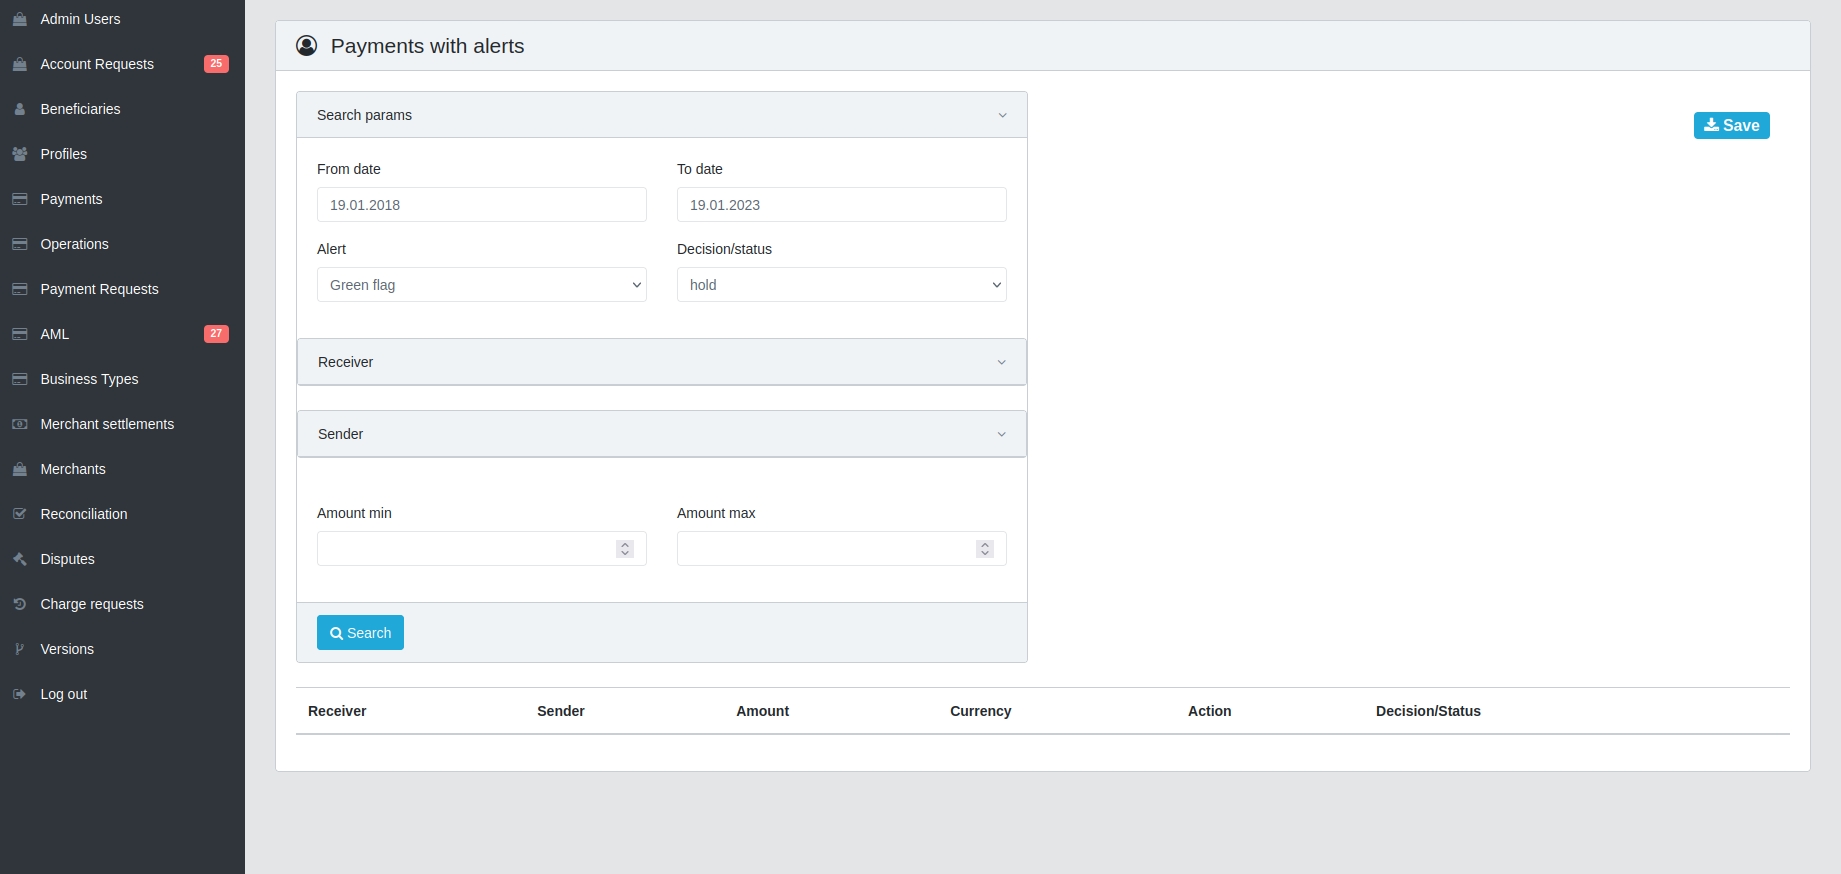 Admin Users
Account Requests 25
Beneficiaries
Profiles
Payments
Operations
Payment Requests
AML 27
Business Types
Merchant settlements
Merchants
Reconciliation
Disputes
Charge requests
Versions
Log out
Payments with alerts
Search params
Save
From date To date
19.01.2018 19.01.2023
Alert Decision/status
Green flag hold
Receiver
Sender
Amount min Amount max
Search
Receiver Sender Amount Currency Action Decision/Status